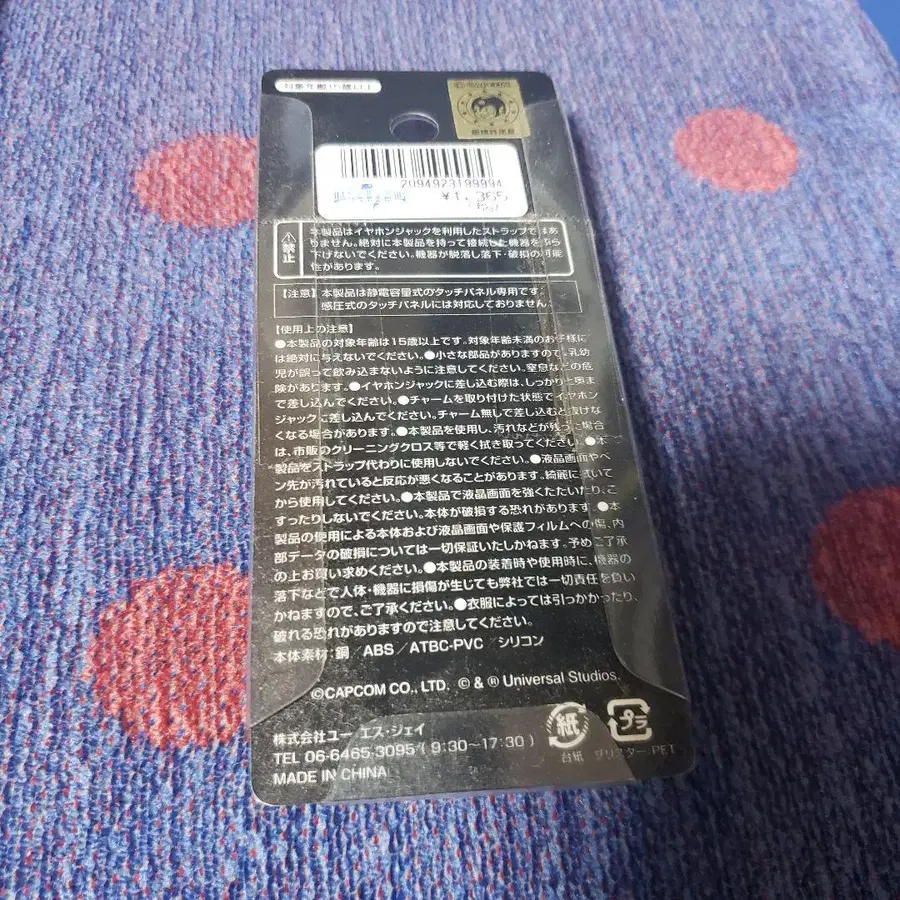 対象年齢15歳以上
2094923199994
¥1,365
禁止
本製品はイヤホンジャックを利用したストラップではあ
りません。絶対に本製品を持って接続した機器をぶら
下げないでください。機器が脱落し落下・破損の可能
性があります。
【注意】本製品は静電容量式のタッチパネル専用です。
感圧式のタッチパネルには対応しておりません。
【使用上の注意】
●本製品の対象年齢は15歳以上です。対象年齢未満のお子様に
は絶対に与えないでください。●小さな部品がありますので、乳幼
児が誤って飲み込まないように注意してください。窒息などの危
険があります。●イヤホンジャックに差し込む際は、しっかりと奥ま
で差し込んでください。●チャームを取り付けた状態でイヤホン
ジャックに差し込んでください。チャーム無しで差し込むと抜けな
くなる場合があります。●本製品を使用し、汚れなどが残った場合
は、市販のクリーニングクロス等で軽く拭き取ってください。●本
製品をストラップ代わりに使用しないでください。●液晶画面やペ
ン先が汚れていると反応が悪くなることがあります。綺麗に拭いて
から使用してください。●本製品で液晶画面を強くたたいたり、こ
すったりしないでください。本体が破損する恐れがあります。●本
製品の使用による本体および液晶画面や保護フィルムへの傷、内
部データの破損については一切保証いたしかねます。予めご了承
の上お買い求めください。●本製品の装着時や使用時に、機器の
落下などで人体・機器に損傷が生じても弊社では一切責任を負い
かねますので、ご了承ください。●衣服によっては引っかかったり、
破れる恐れがありますので注意してください。
本体素材:銅/ABS/ATBC-PVC シリコン
©CAPCOM CO., LTD. © & ® Universal Studios.
株式会社ユー エス・ジェイ
TEL 06-6465-3095(9:30~17:30)
MADE IN CHINA
紙
プラ
台紙
ブリスター:PET